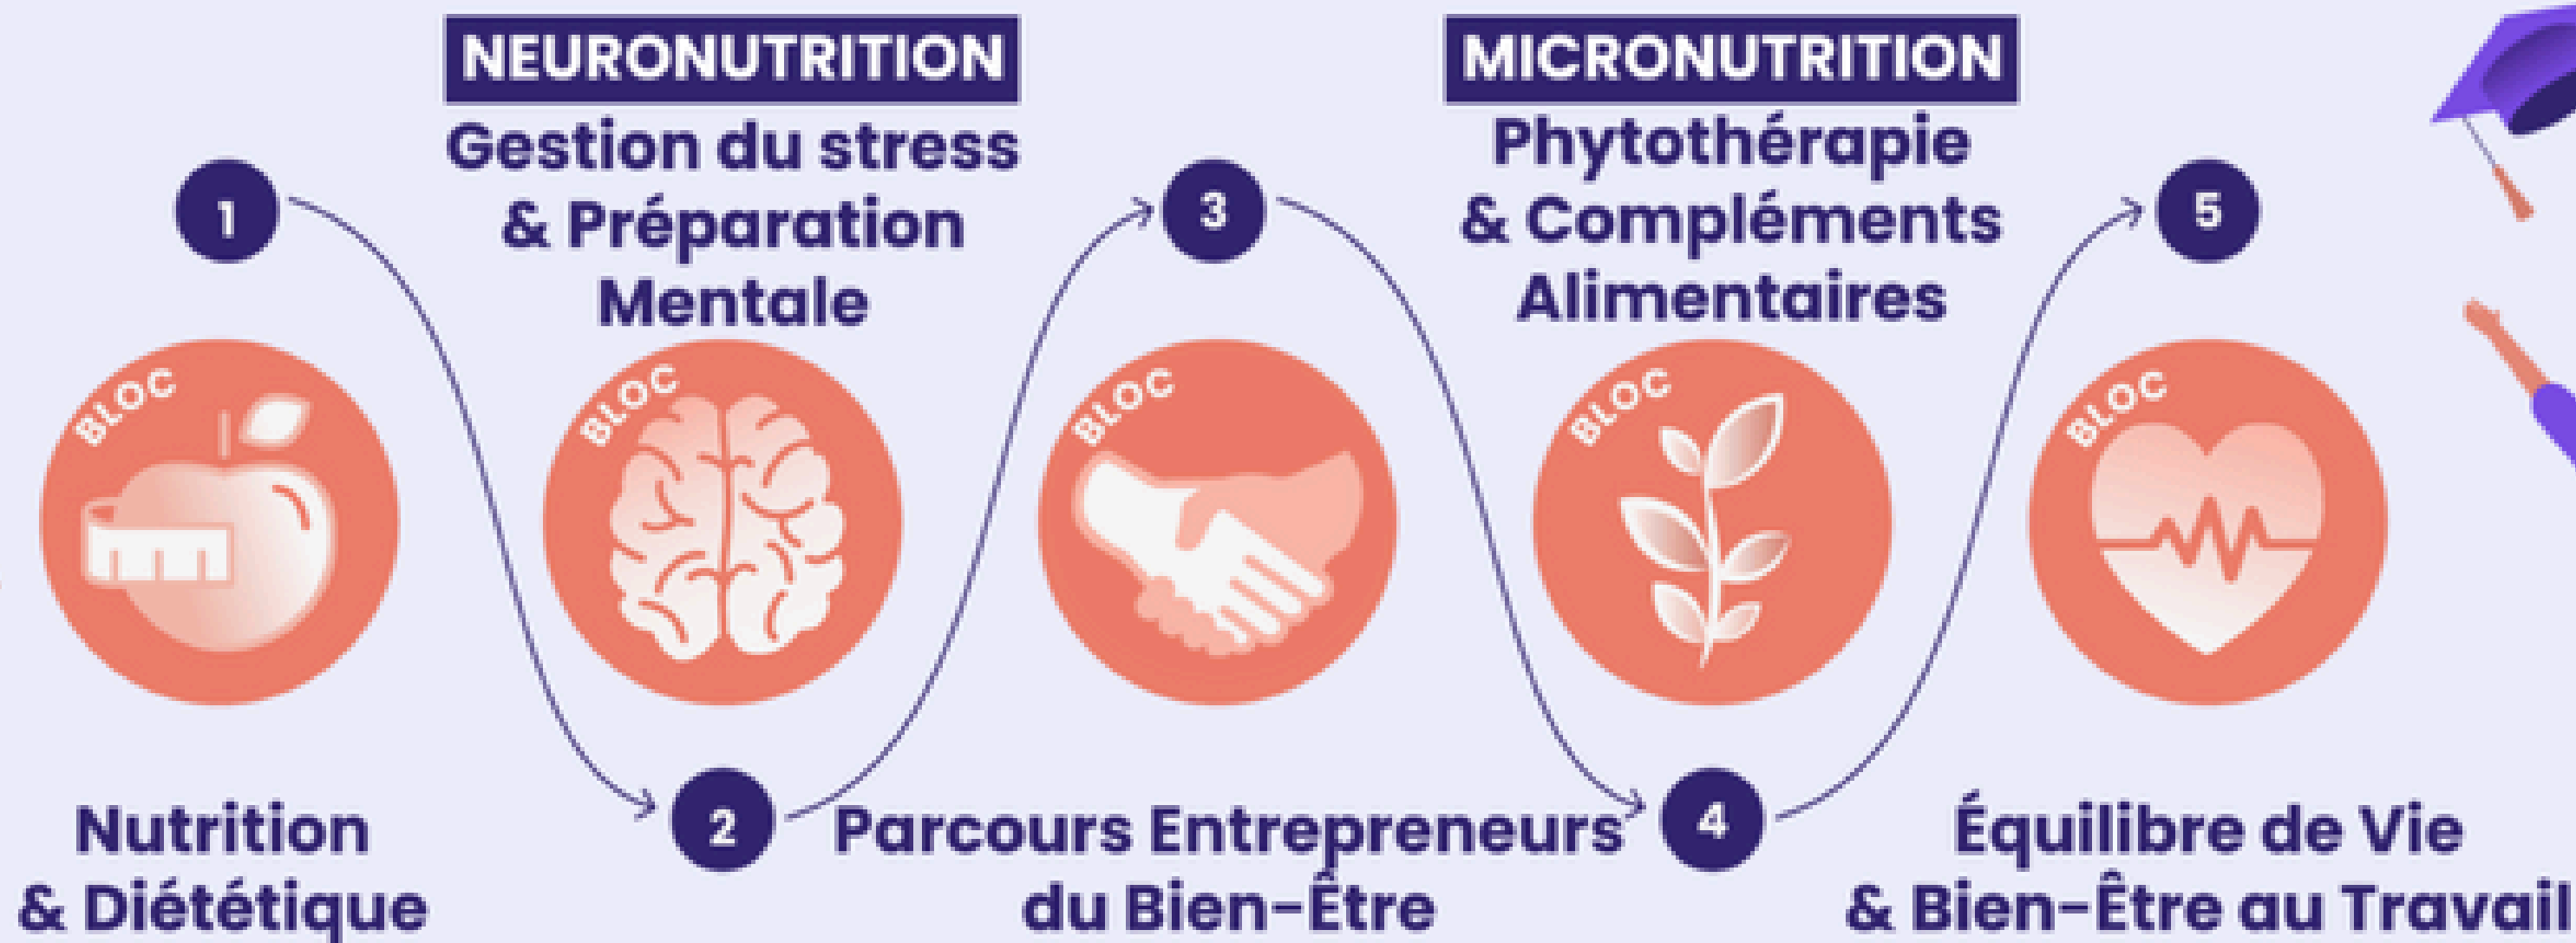 1
BLOC
Nutrition
& Diététique
NEURONUTRITION
Gestion du stress
& Préparation
Mentale
BLOC
2
3
BLOC
Parcours Entrepreneurs
du Bien-Être
MICRONUTRITION
Phytothérapie
& Compléments
Alimentaires
BLOC
4
5
BLOC
Équilibre de Vie
& Bien-Être au Travail